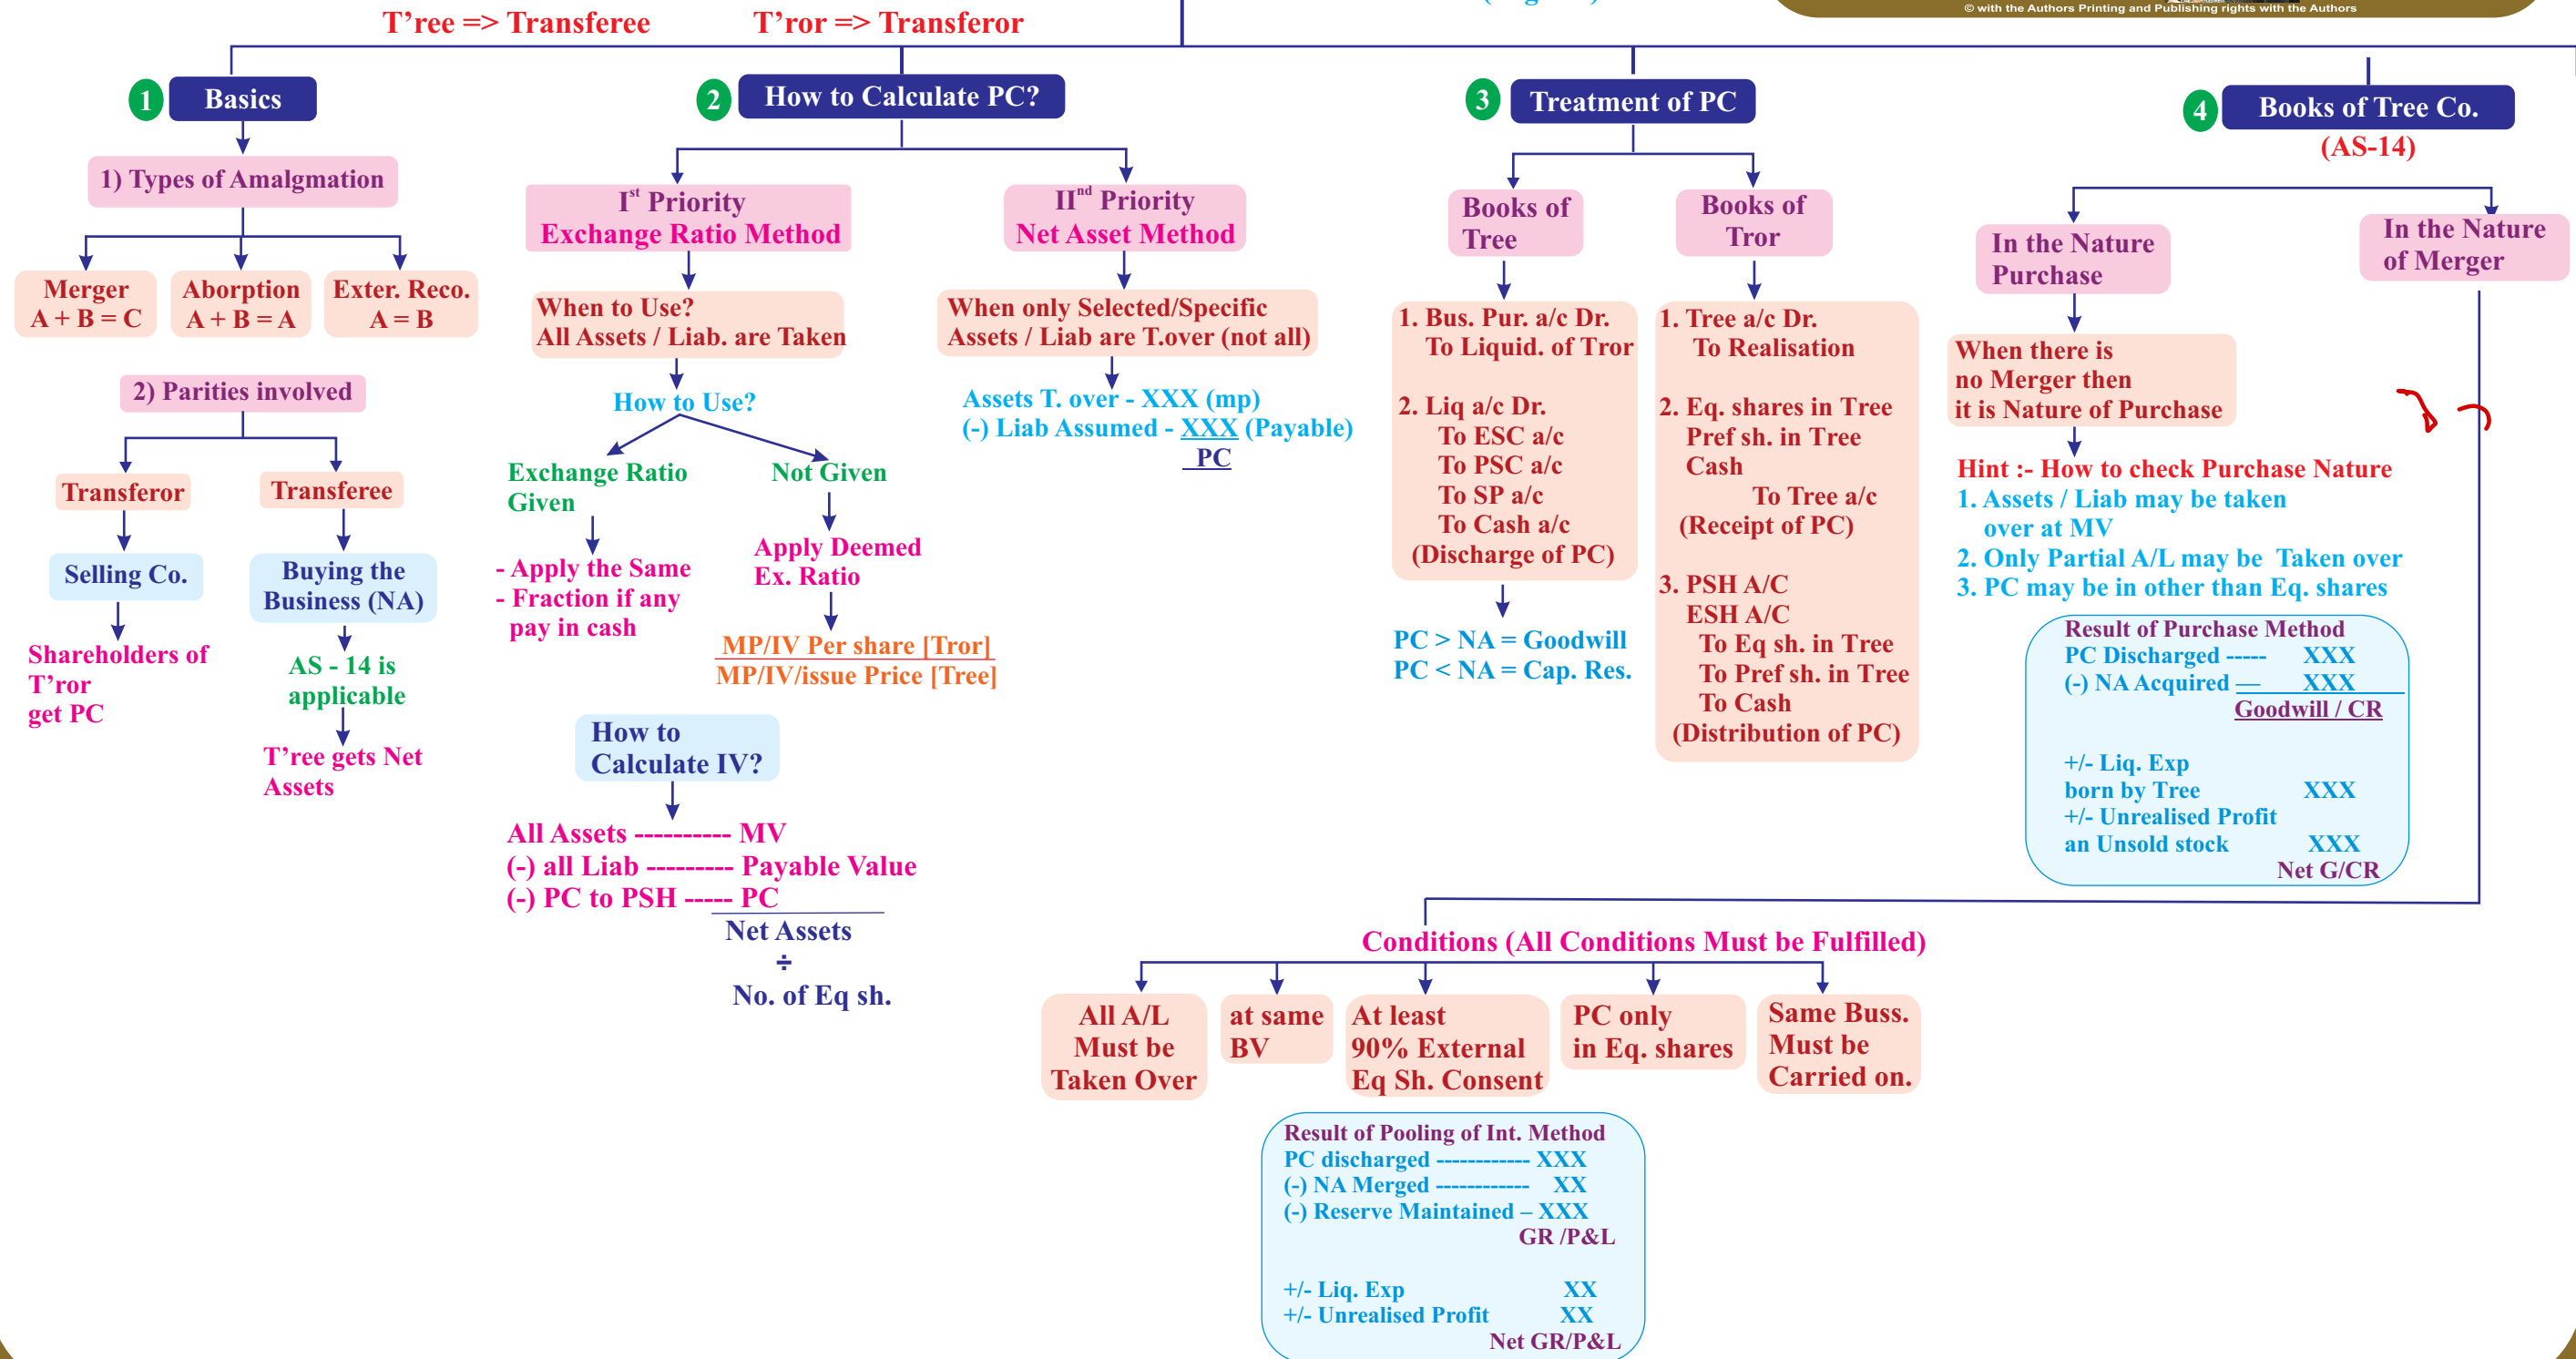 © with the Authors Printing and Publishing rights with the Authors
T'ree => Transferee T'ror => Transferor
1 Basics
1) Types of Amalgmation
Merger
A + B = C
Aborption
A + B = A
Exter. Reco.
A = B
2) Parities involved
Transferor
Selling Co.
Shareholders of
T'ror
get PC
Transferee
Buying the
Business (NA)
AS - 14 is
applicable
T'ree gets Net
Assets
2 How to Calculate PC?
Ist Priority
Exchange Ratio Method
When to Use?
All Assets / Liab. are Taken
How to Use?
Exchange Ratio
Given
- Apply the Same
- Fraction if any
pay in cash
Not Given
Apply Deemed
Ex. Ratio
MP/IV Per share [Tror]
MP/IV/issue Price [Tree]
How to
Calculate IV?
All Assets ---------- MV
(-) all Liab --------- Payable Value
(-) PC to PSH ----- PC
Net Assets
÷
No. of Eq sh.
IInd Priority
Net Asset Method
When only Selected/Specific
Assets / Liab are T.over (not all)
Assets T. over - XXX (mp)
(-) Liab Assumed - XXX (Payable)
PC
3 Treatment of PC
Books of
Tree
1. Bus. Pur. a/c Dr.
To Liquid. of Tror
2. Liq a/c Dr.
To ESC a/c
To PSC a/c
To SP a/c
To Cash a/c
(Discharge of PC)
PC > NA = Goodwill
PC < NA = Cap. Res.
Books of
Tror
1. Tree a/c Dr.
To Realisation
2. Eq. shares in Tree
Pref sh. in Tree
Cash
To Tree a/c
(Receipt of PC)
3. PSH A/C
ESH A/C
To Eq sh. in Tree
To Pref sh. in Tree
To Cash
(Distribution of PC)
4 Books of Tree Co.
(AS-14)
In the Nature
Purchase
When there is
no Merger then
it is Nature of Purchase
Hint :- How to check Purchase Nature
1. Assets / Liab may be taken
over at MV
2. Only Partial A/L may be Taken over
3. PC may be in other than Eq. shares
Result of Purchase Method
PC Discharged ----- XXX
(-) NA Acquired — XXX
Goodwill / CR
+/- Liq. Exp
born by Tree XXX
+/- Unrealised Profit
an Unsold stock XXX
Net G/CR
In the Nature
of Merger
Conditions (All Conditions Must be Fulfilled)
All A/L
Must be
Taken Over
at same
BV
At least
90% External
Eq Sh. Consent
PC only
in Eq. shares
Same Buss.
Must be
Carried on.
Result of Pooling of Int. Method
PC discharged ------------ XXX
(-) NA Merged ------------ XX
(-) Reserve Maintained – XXX
GR /P&L
+/- Liq. Exp XX
+/- Unrealised Profit XX
Net GR/P&L